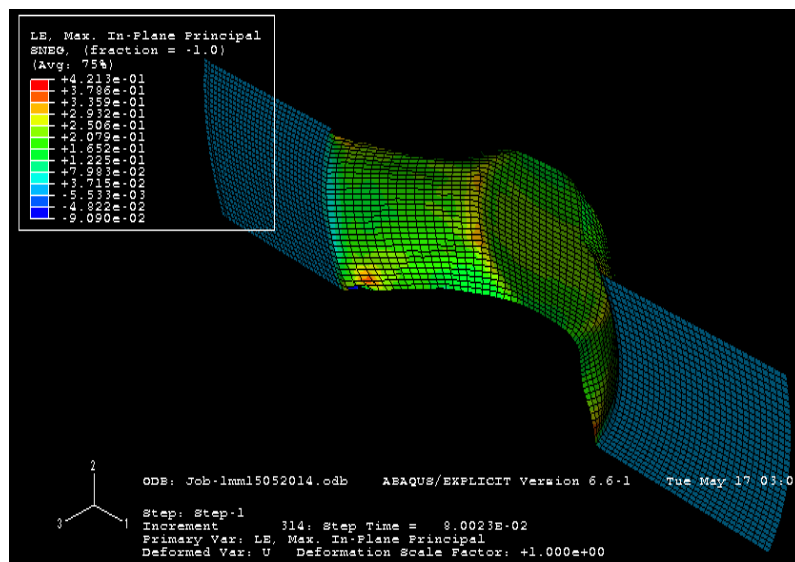 LE, Max. In-Plane Principal
SNEG, (fraction = -1.0)
(Avg: 75%)
+4.213e-01
+3.786e-01
+3.359e-01
+2.932e-01
+2.506e-01
+2.079e-01
+1.652e-01
+1.225e-01
+7.983e-02
+3.715e-02
-5.533e-03
-4.822e-02
-9.090e-02
2
3
1
ODB: Job-1mm15052014.odb ABAQUS/EXPLICIT Version 6.6-1 Tue May 17 03:0
Step: Step-1
Increment 314: Step Time = 8.0023E-02
Primary Var: LE, Max. In-Plane Principal
Deformed Var: U Deformation Scale Factor: +1.000e+00